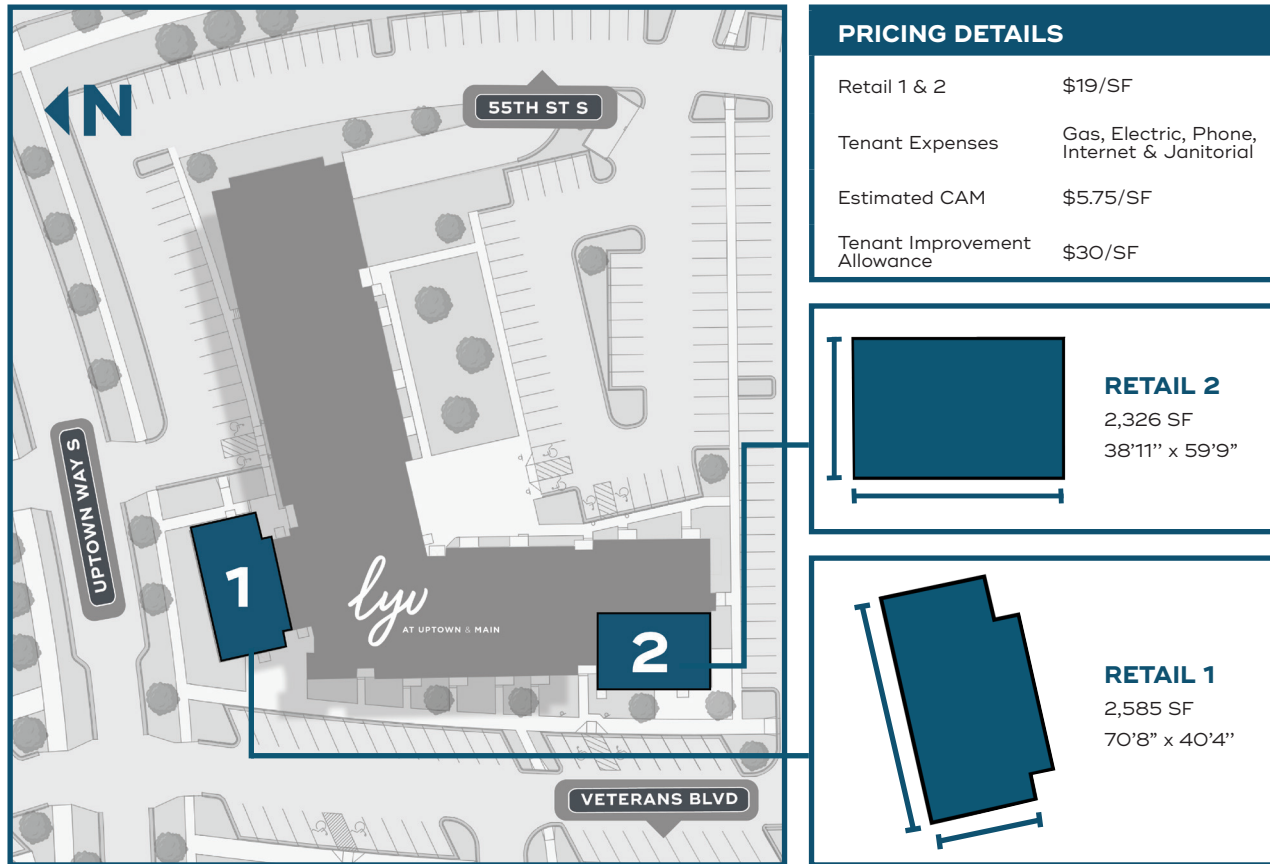 N
55TH ST S
UPTOWN WAY S
1
lyv
AT UPTOWN & MAIN
2
VETERANS BLVD
PRICING DETAILS
Retail 1 & 2 $19/SF
Tenant Expenses Gas, Electric, Phone,
Internet & Janitorial
Estimated CAM $5.75/SF
Tenant Improvement
Allowance $30/SF
RETAIL 2
2,326 SF
38'11'' x 59'9"
RETAIL 1
2,585 SF
70'8" x 40'4''